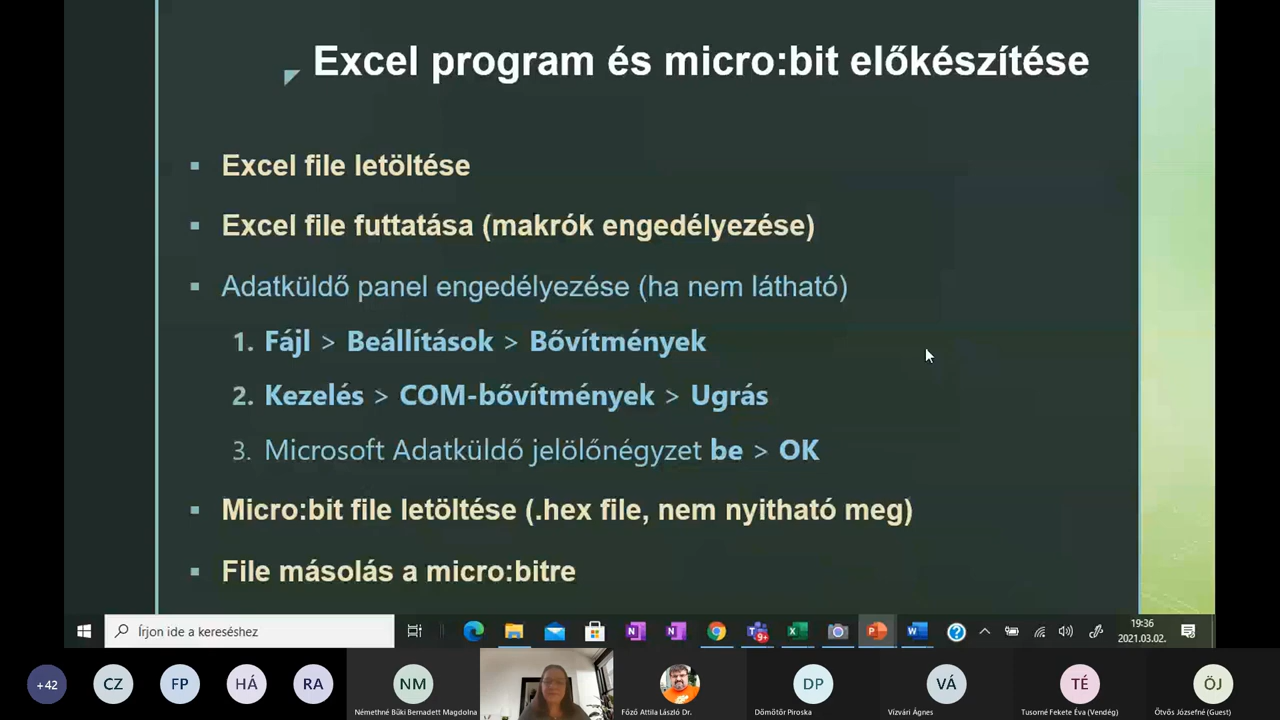 Excel program és micro:bit előkészítése
Excel file letöltése
Excel file futtatása (makrók engedélyezése)
Adatküldő panel engedélyezése (ha nem látható)
1. Fájl > Beállítások > Bővítmények
2. Kezelés > COM-bővítmények > Ugrás
3. Microsoft Adatküldő jelölőnégyzet be > OK
Micro:bit file letöltése (.hex file, nem nyitható meg)
File másolás a micro:bitre
Írjon ide a kereséshez
9+
19:36
2021.03.02.
+42
CZ
FP
HÁ
RA
NM
DP
VÁ
TÉ
ÖJ
Némethné Büki Bernadett Magdolna
Főző Attila László Dr.
Dömötör Piroska
Vízvári Ágnes
Tusorné Fekete Éva (Vendég)
Ötvös Józsefné (Guest)